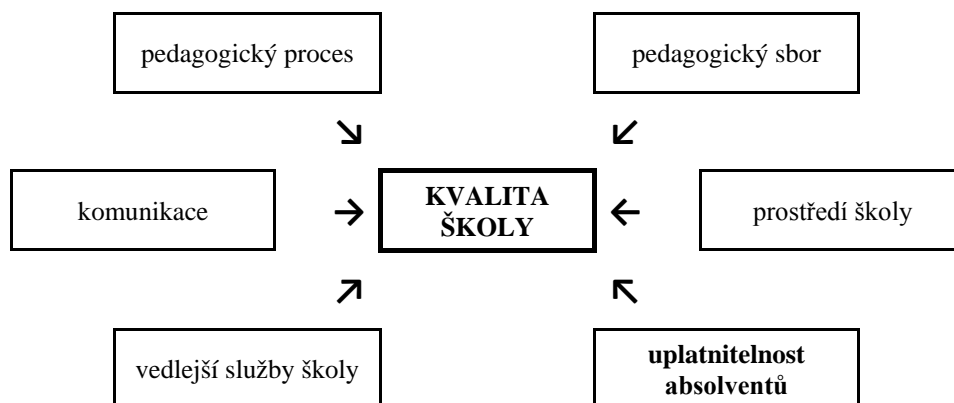 pedagogický proces
pedagogický sbor
komunikace
KVALITA
ŠKOLY
prostředí školy
vedlejší služby školy
uplatnitelnost
absolventů